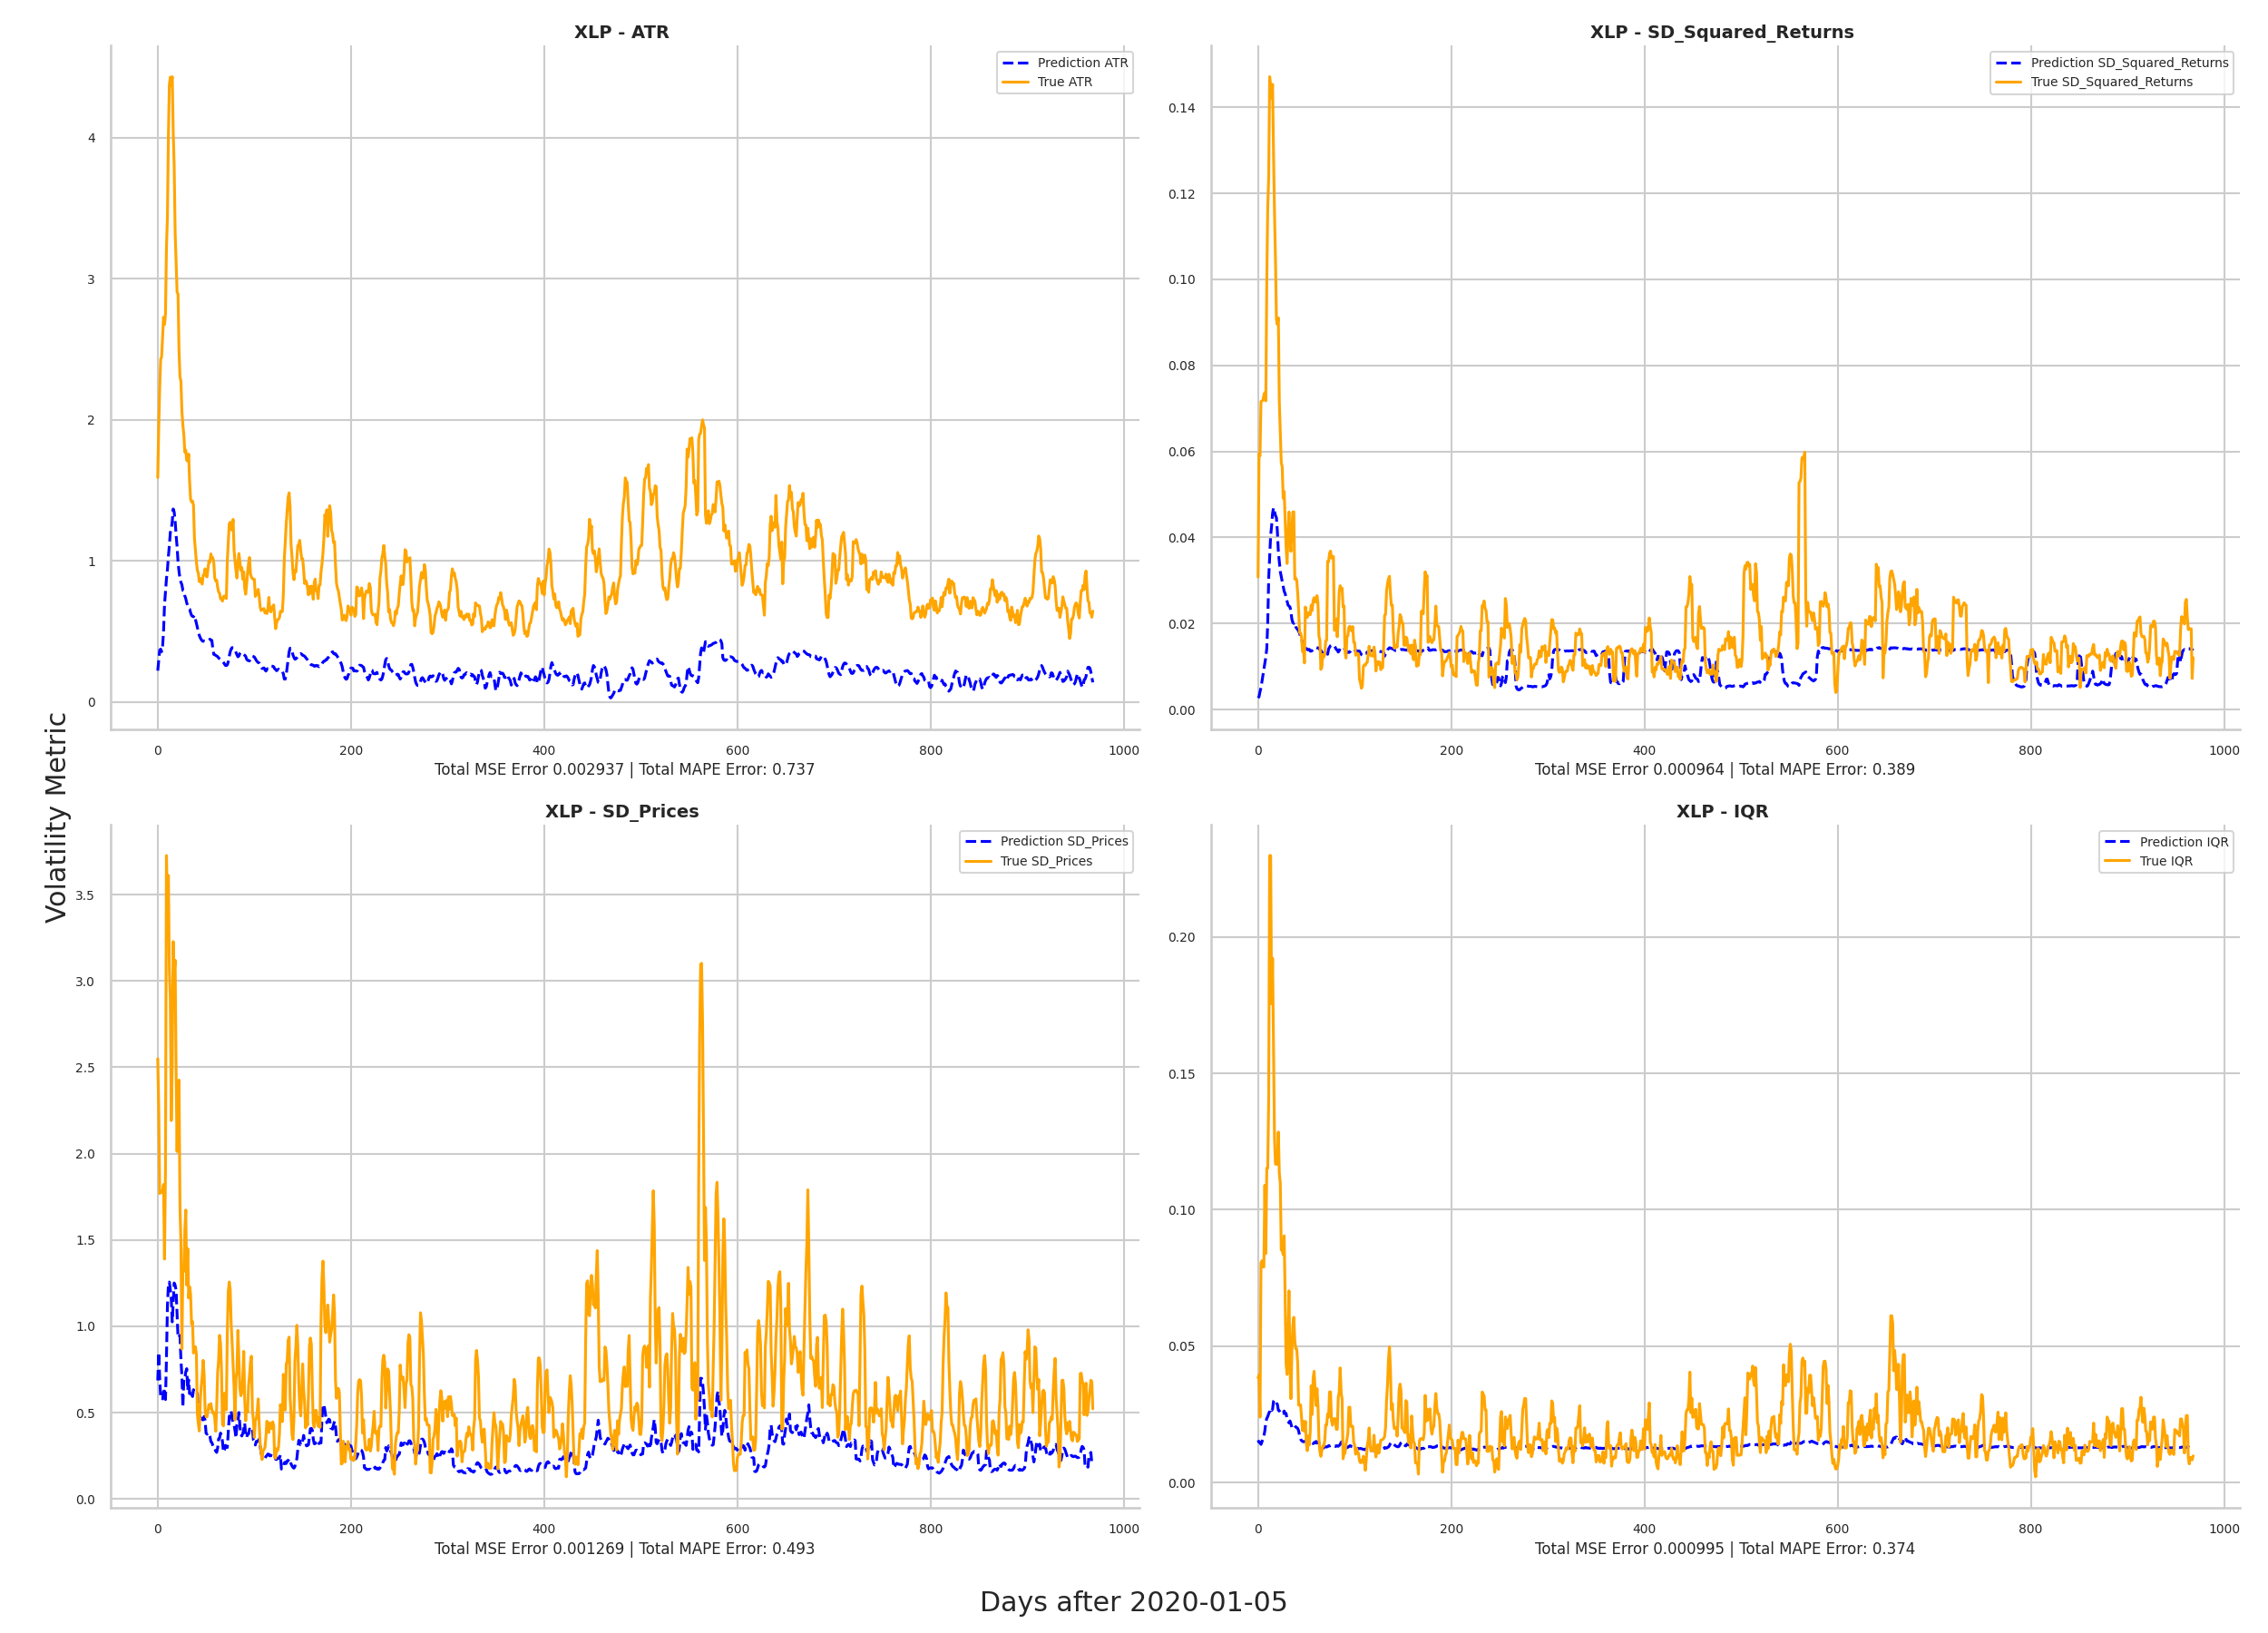 XLP - ATR
Prediction ATR
True ATR
4
3
2
1
0
0 200 400 600 800 1000
Total MSE Error 0.002937 | Total MAPE Error: 0.737
XLP - SD_Squared_Returns
Prediction SD_Squared_Returns
True SD_Squared_Returns
0.14
0.12
0.10
0.08
0.06
0.04
0.02
0.00
0 200 400 600 800 1000
Total MSE Error 0.000964 | Total MAPE Error: 0.389
Volatility Metric
XLP - SD_Prices
Prediction SD_Prices
True SD_Prices
3.5
3.0
2.5
2.0
1.5
1.0
0.5
0.0
0 200 400 600 800 1000
Total MSE Error 0.001269 | Total MAPE Error: 0.493
XLP - IQR
Prediction IQR
True IQR
0.20
0.15
0.10
0.05
0.00
0 200 400 600 800 1000
Total MSE Error 0.000995 | Total MAPE Error: 0.374
Days after 2020-01-05